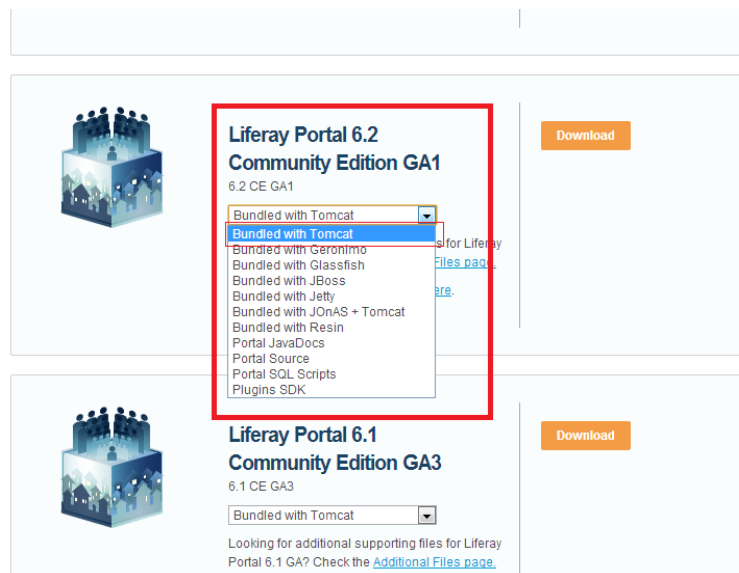 Liferay Portal 6.2
Community Edition GA1
6.2 CE GA1
Download
Bundled with Tomcat
Bundled with Tomcat
Bundled with Geronimo
Bundled with Glassfish
Bundled with JBoss
Bundled with Jetty
Bundled with JOnAS + Tomcat
Bundled with Resin
Portal JavaDocs
Portal Source
Portal SQL Scripts
Plugins SDK
for Liferay
Files page.
Liferay Portal 6.1
Community Edition GA3
6.1 CE GA3
Download
Bundled with Tomcat
Looking for additional supporting files for Liferay
Portal 6.1 GA? Check the Additional Files page.